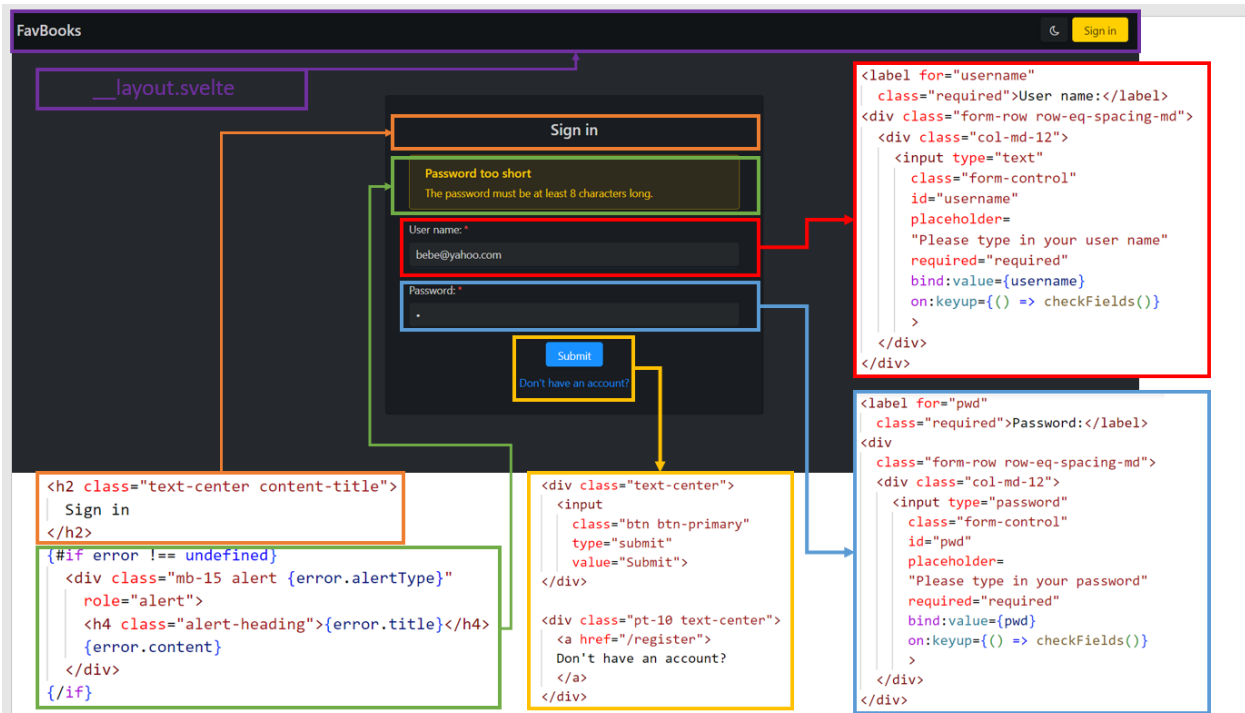 FavBooks
Sign in
__layout.svelte
Sign in
Password too short
The password must be at least 8 characters long.
User name: *
bebe@yahoo.com
Password: *
•
Submit
Don't have an account?
<label for="username"
class="required">User name:</label>
<div class="form-row row-eq-spacing-md">
<div class="col-md-12">
<input type="text"
class="form-control"
id="username"
placeholder=
"Please type in your user name"
required="required"
bind:value={username}
on:keyup={() => checkFields()}
>
</div>
</div>
<label for="pwd"
class="required">Password:</label>
<div
class="form-row row-eq-spacing-md">
<div class="col-md-12">
<input type="password"
class="form-control"
id="pwd"
placeholder=
"Please type in your password"
required="required"
bind:value={pwd}
on:keyup={() => checkFields()}
>
</div>
</div>
<h2 class="text-center content-title">
Sign in
</h2>
{#if error !== undefined}
<div class="mb-15 alert {error.alertType}"
role="alert">
<h4 class="alert-heading">{error.title}</h4>
{error.content}
</div>
{/if}
<div class="text-center">
<input
class="btn btn-primary"
type="submit"
value="Submit">
</div>
<div class="pt-10 text-center">
<a href="/register">
Don't have an account?
</a>
</div>